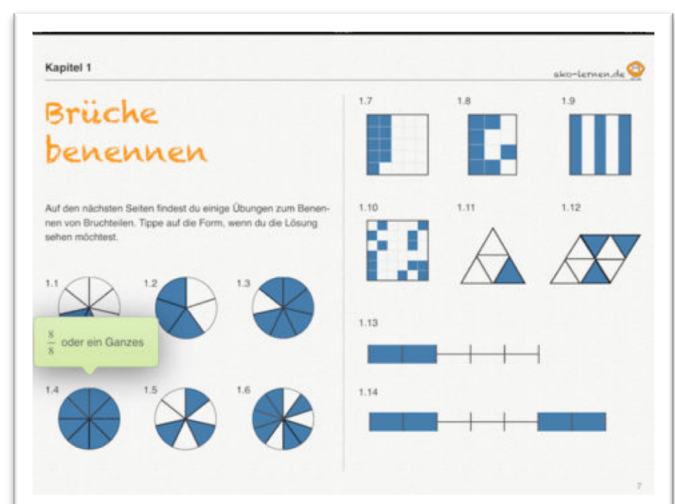 Kapitel 1
ako-lernen.de
Brüche
benennen
Auf den nächsten Seiten findest du einige Übungen zum Benen-
nen von Bruchteilen. Tippe auf die Form, wenn du die Lösung
sehen möchtest.
1.1 1.2 1.3
8/8 oder ein Ganzes
1.4 1.5 1.6
1.7 1.8 1.9
1.10 1.11 1.12
1.13
1.14
7